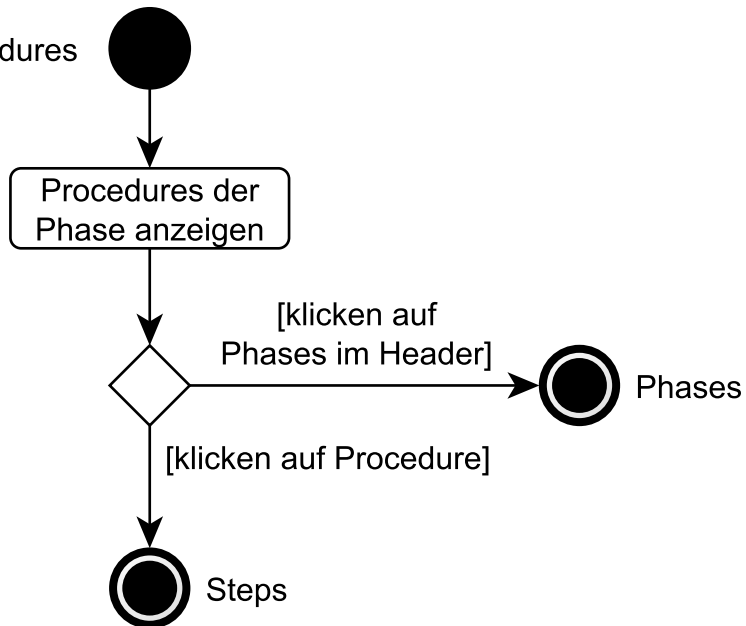 dures
Procedures der
Phase anzeigen
[klicken auf
Phases im Header]
Phases
[klicken auf Procedure]
Steps